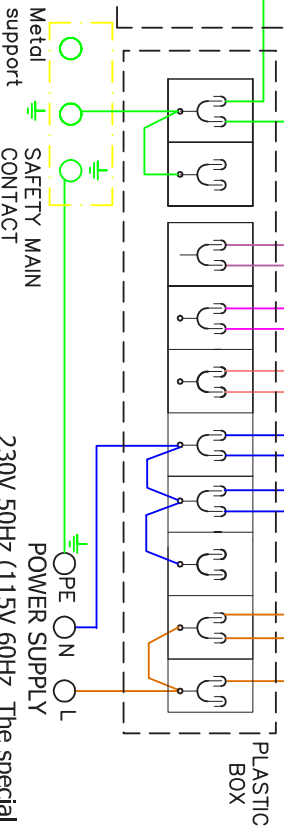 Metal
support
SAFETY MAIN
CONTACT
PLASTIC
BOX
PE
N
L
POWER SUPPLY
230V 50Hz (115V 60Hz The special